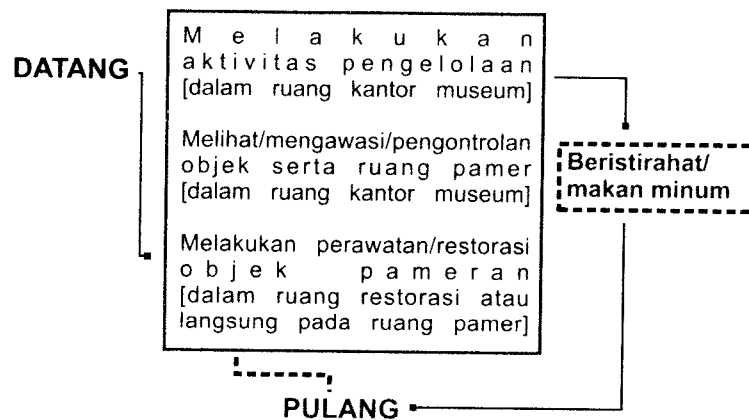 DATANG
Melakukan
aktivitas pengelolaan
[dalam ruang kantor museum]
Melihat/mengawasi/pengontrolan
objek serta ruang pamer
[dalam ruang kantor museum]
Melakukan perawatan/restorasi
objek pameran
[dalam ruang restorasi atau
langsung pada ruang pamer]
Beristirahat/
makan minum
PULANG